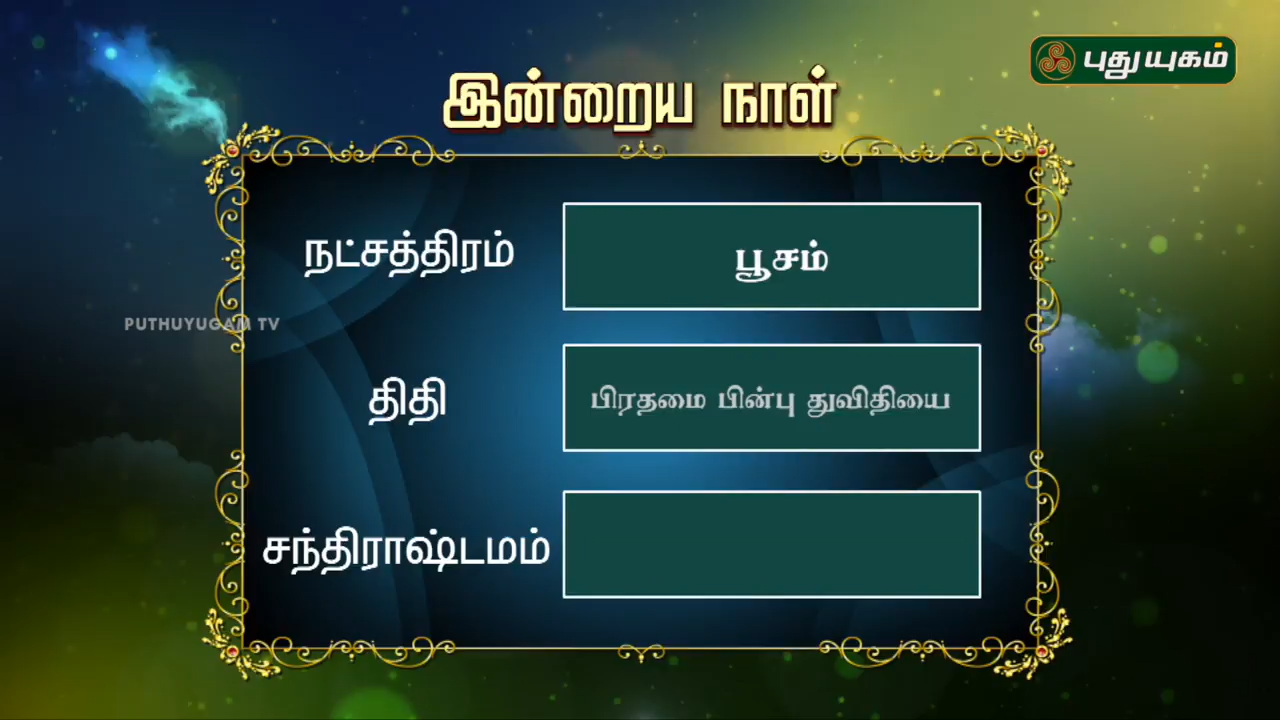 புதுயுகம்
இன்றைய நாள்
நட்சத்திரம்
பூசம்
PUTHUYUGAM TV
திதி
பிரதமை பின்பு துவிதியை
சந்திராஷ்டமம்